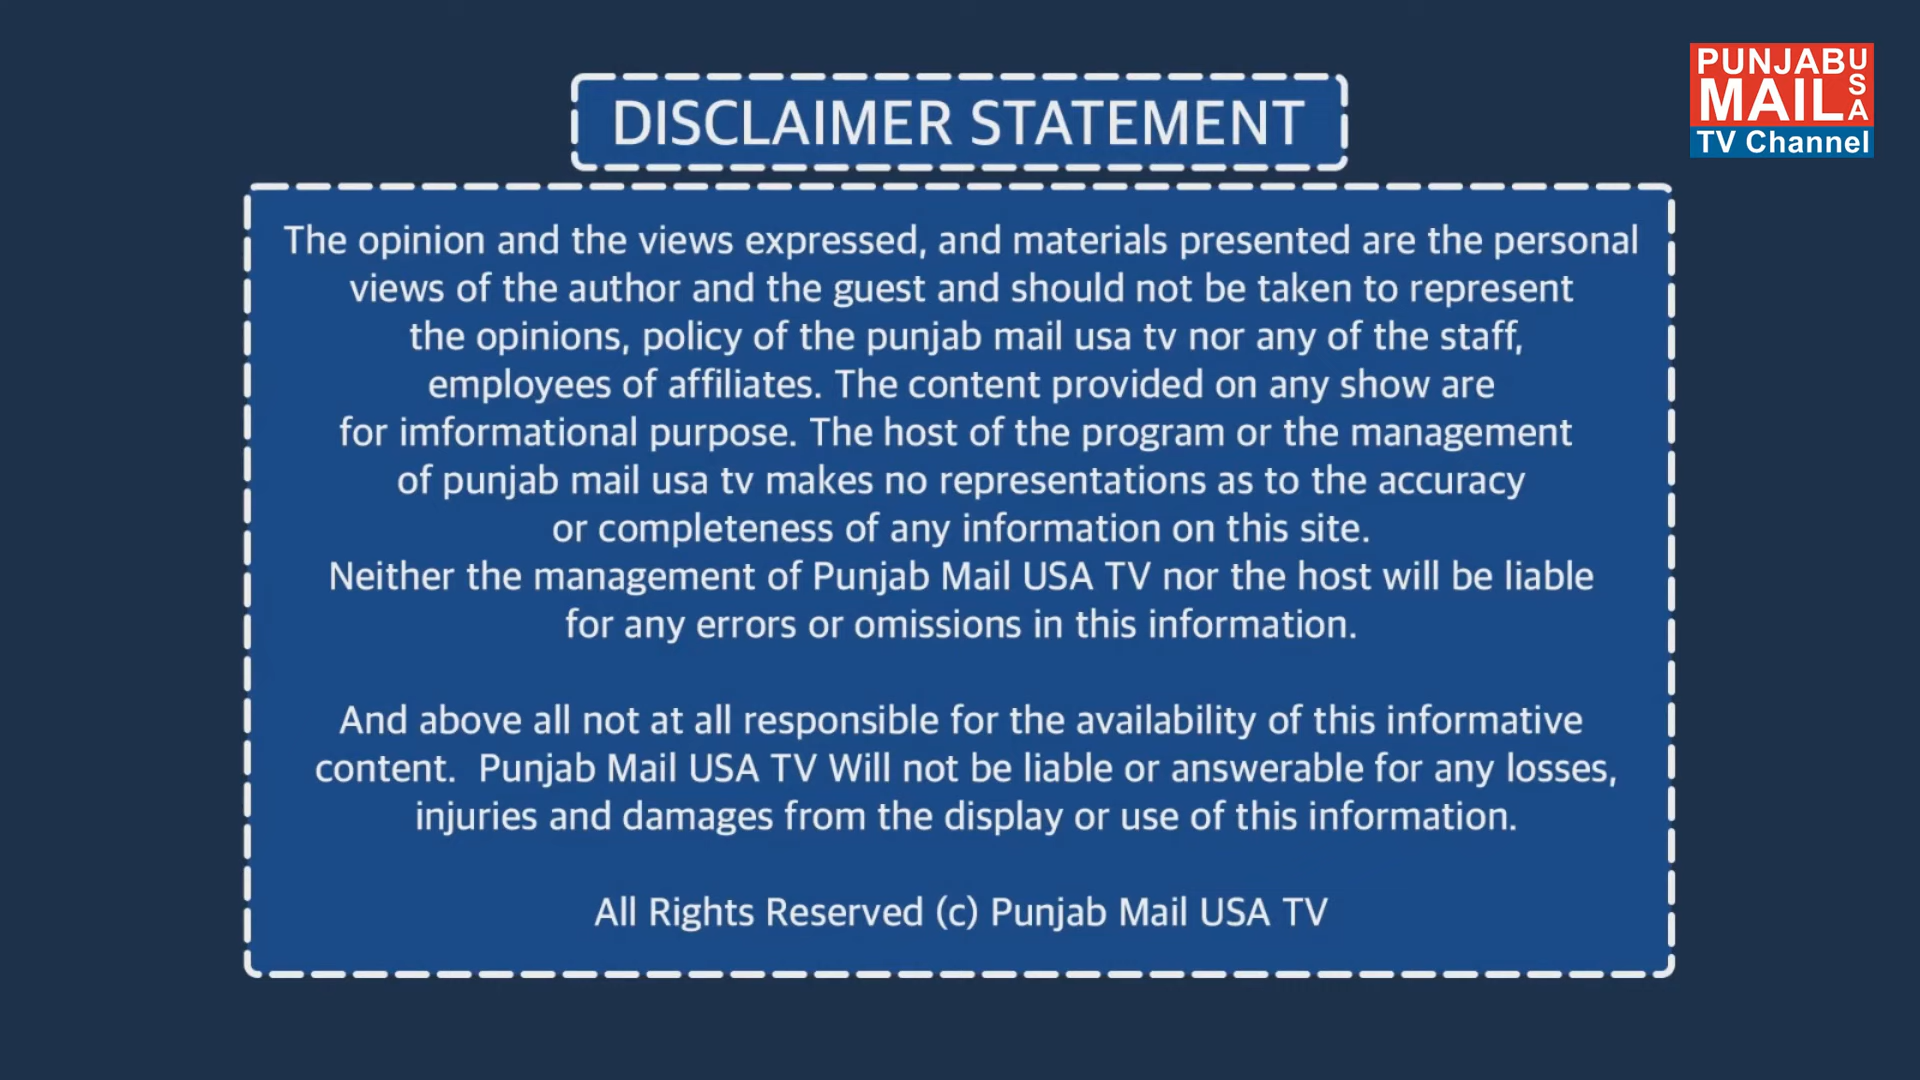 DISCLAIMER STATEMENT
PUNJAB USA
MAIL
TV Channel
The opinion and the views expressed, and materials presented are the personal
views of the author and the guest and should not be taken to represent
the opinions, policy of the punjab mail usa tv nor any of the staff,
employees of affiliates. The content provided on any show are
for imformational purpose. The host of the program or the management
of punjab mail usa tv makes no representations as to the accuracy
or completeness of any information on this site.
Neither the management of Punjab Mail USA TV nor the host will be liable
for any errors or omissions in this information.
And above all not at all responsible for the availability of this informative
content.  Punjab Mail USA TV Will not be liable or answerable for any losses,
injuries and damages from the display or use of this information.
All Rights Reserved (c) Punjab Mail USA TV